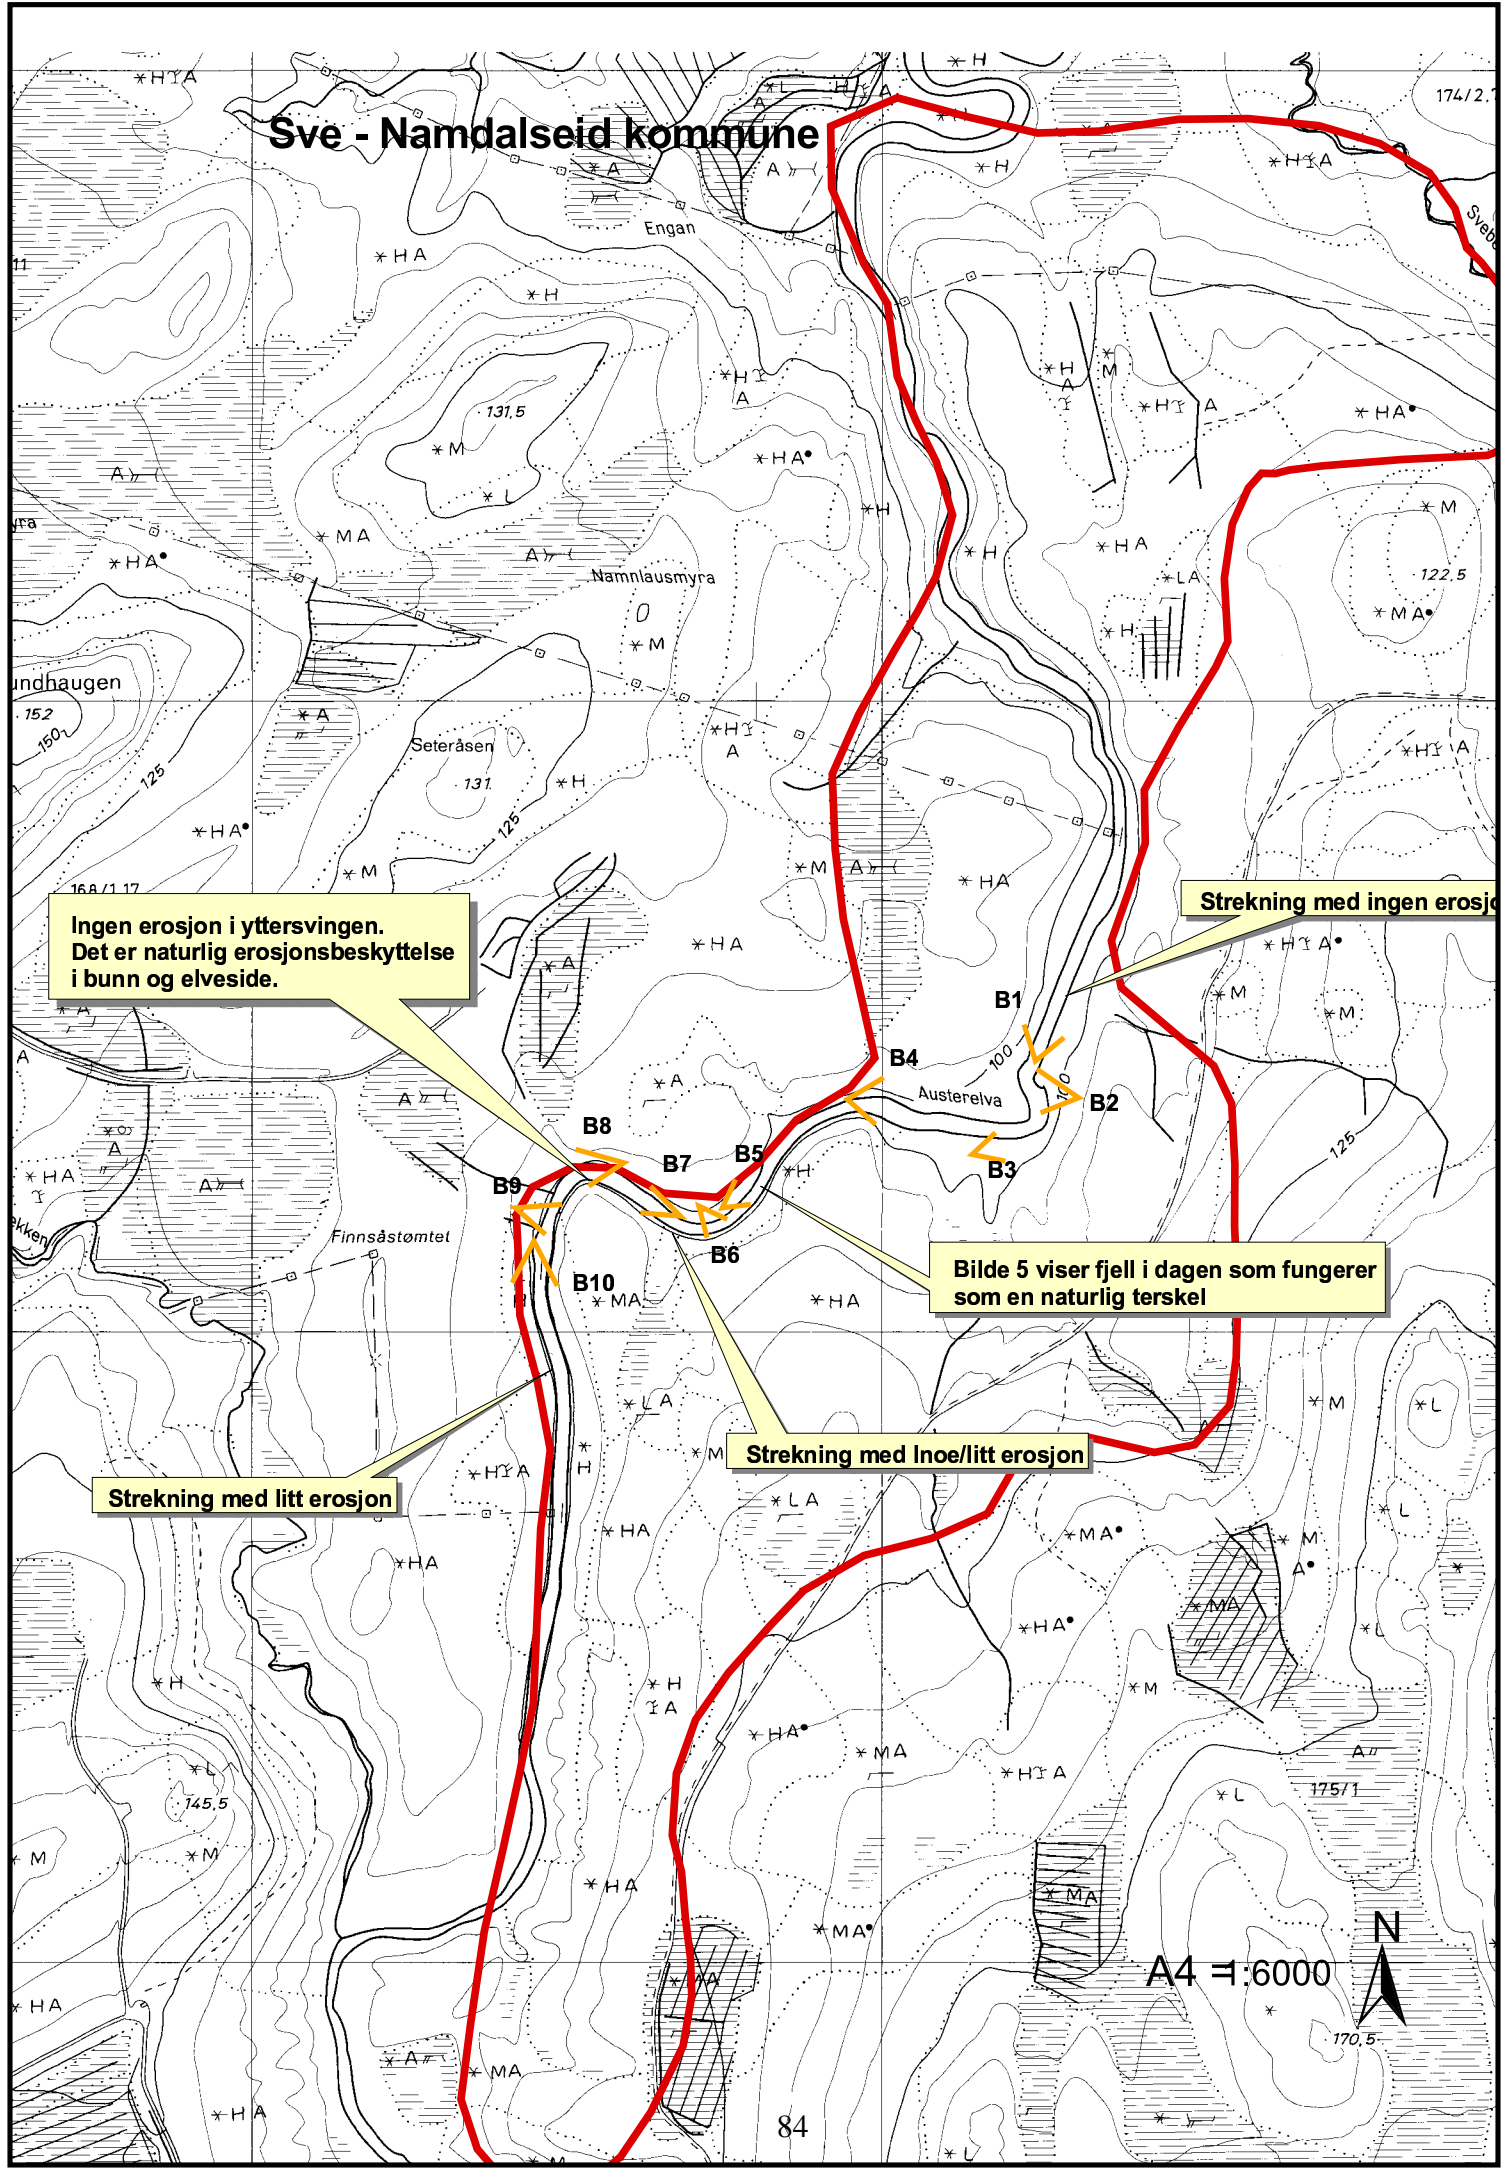 Sve - Namdalseid kommune
174/2,
Engan
11
131,5
Namnlausmyra
122,5
undhaugen
152
150
125
Seteråsen
131
125
168/1,17
Ingen erosjon i yttersvingen.
Det er naturlig erosjonsbeskyttelse
i bunn og elveside.
Strekning med ingen erosjo
B1
100
B4
Austerelva
100
B2
B8
B5
B7
B3
B9
125
ekken
Finnsåstømtel
B6
B10
Bilde 5 viser fjell i dagen som fungerer
som en naturlig terskel
Strekning med lnoe/litt erosjon
Strekning med litt erosjon
145,5
175/1
N
A4 =1:6000
170,5
84